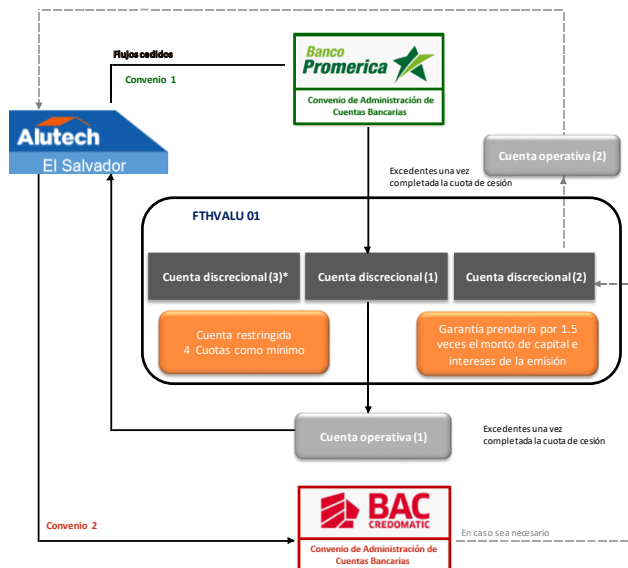 Flujos cedidos
Convenio 1
Banco
Promerica
Convenio de Administración de
Cuentas Bancarias
Alutech
El Salvador
Cuenta operativa (2)
Excedentes una vez
completada la cuota de cesión
FTHVALU 01
Cuenta discrecional (3)*
Cuenta discrecional (1)
Cuenta discrecional (2)
Cuenta restringida
4 Cuotas como mínimo
Garantía prendaría por 1.5
veces el monto de capital e
intereses de la emisión
Cuenta operativa (1)
Excedentes una vez
completada la cuota de cesión
BAC
CREDOMATIC
Convenio de Administración de
Cuentas Bancarias
Convenio 2
En caso sea necesario